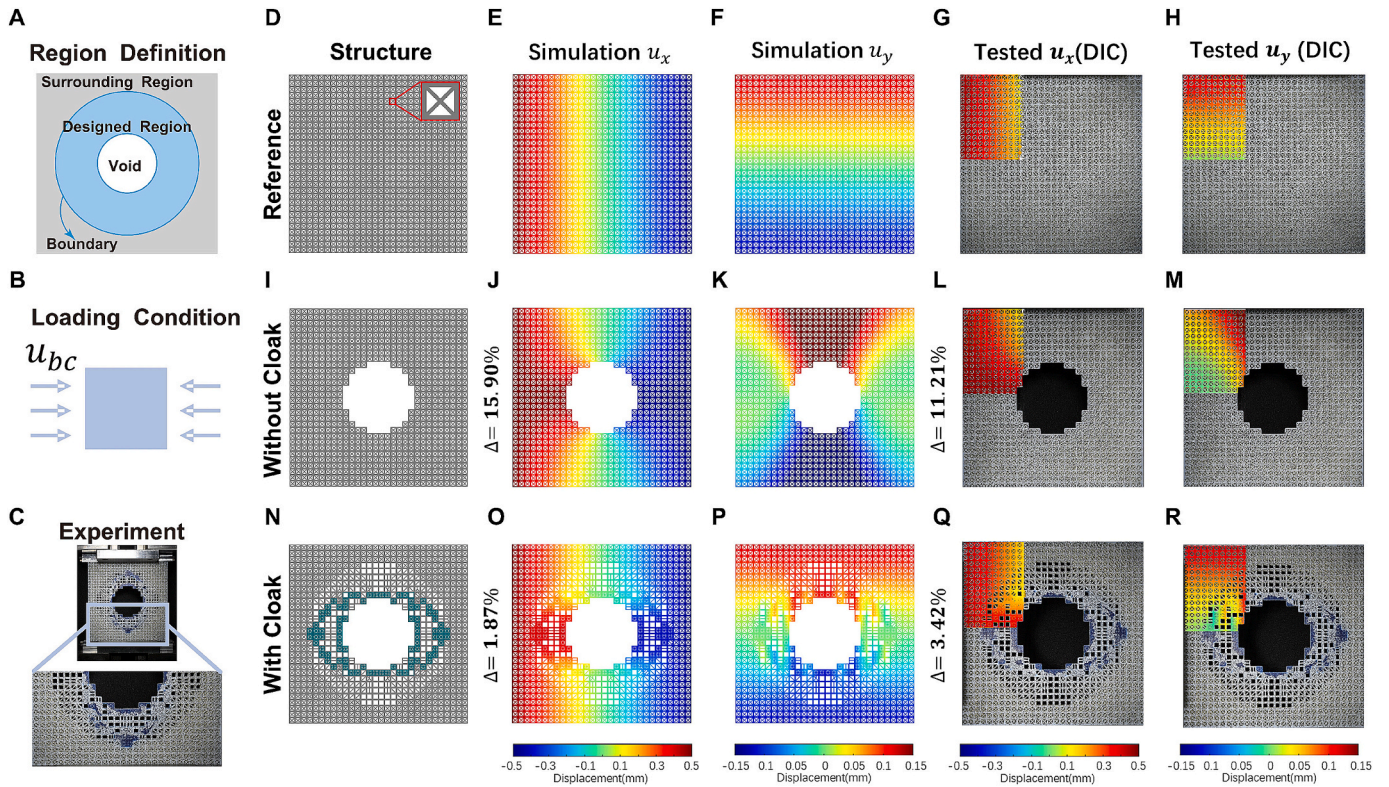 A
Region Definition
Surrounding Region
Designed Region
Void
Boundary
B
Loading Condition
u_bc
C
Experiment
D
Structure
E
Simulation u_x
F
Simulation u_y
G
Tested u_x(DIC)
H
Tested u_y (DIC)
Reference
I
J
K
L
M
Without Cloak
Δ= 15.90%
Δ= 11.21%
N
O
P
Q
R
With Cloak
Δ= 1.87%
Δ= 3.42%
-0.5 -0.3 -0.1 0.1 0.3 0.5
Displacement(mm)
-0.15 0.1 0.05 0.05 0.1 0.15
Displacement(mm)
-0.5 -0.3 -0.1 0.1 0.3 0.5
Displacement(mm)
-0.15 0.1 0.05 0 0.05 0.1 0.15
Displacement(mm)